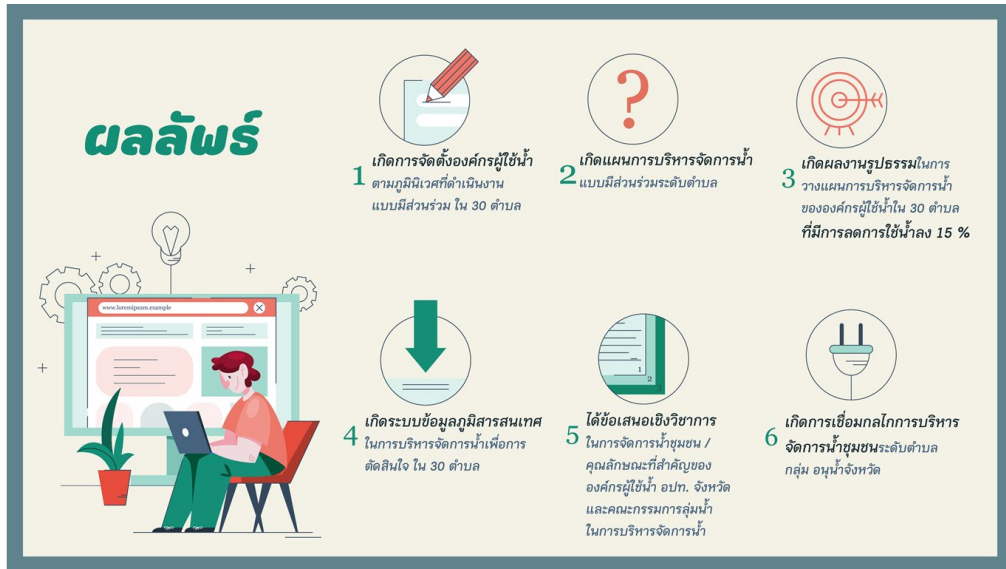 ผลลัพธ์
1 เกิดการจัดตั้งองค์กรผู้ใช้น้ำ
ตามภูมินิเวศที่ดำเนินงาน
แบบมีส่วนร่วม ใน 30 ตำบล
2 เกิดแผนการบริหารจัดการน้ำ
แบบมีส่วนร่วมระดับตำบล
3 เกิดผลงานรูปธรรมในการ
วางแผนการบริหารจัดการน้ำ
ขององค์กรผู้ใช้น้ำใน 30 ตำบล
ที่มีการลดการใช้น้ำลง 15 %
www.loremipsum.example
4 เกิดระบบข้อมูลภูมิสารสนเทศ
ในการบริหารจัดการน้ำเพื่อการ
ตัดสินใจ ใน 30 ตำบล
1
2
5 ได้ข้อเสนอเชิงวิชาการ
ในการจัดการน้ำชุมชน /
คุณลักษณะที่สำคัญของ
องค์กรผู้ใช้น้ำ อปท. จังหวัด
และคณะกรรมการลุ่มน้ำ
ในการบริหารจัดการน้ำ
6 เกิดการเชื่อมกลไกการบริหาร
จัดการน้ำชุมชนระดับตำบล
กลุ่ม อนุน้ำจังหวัด